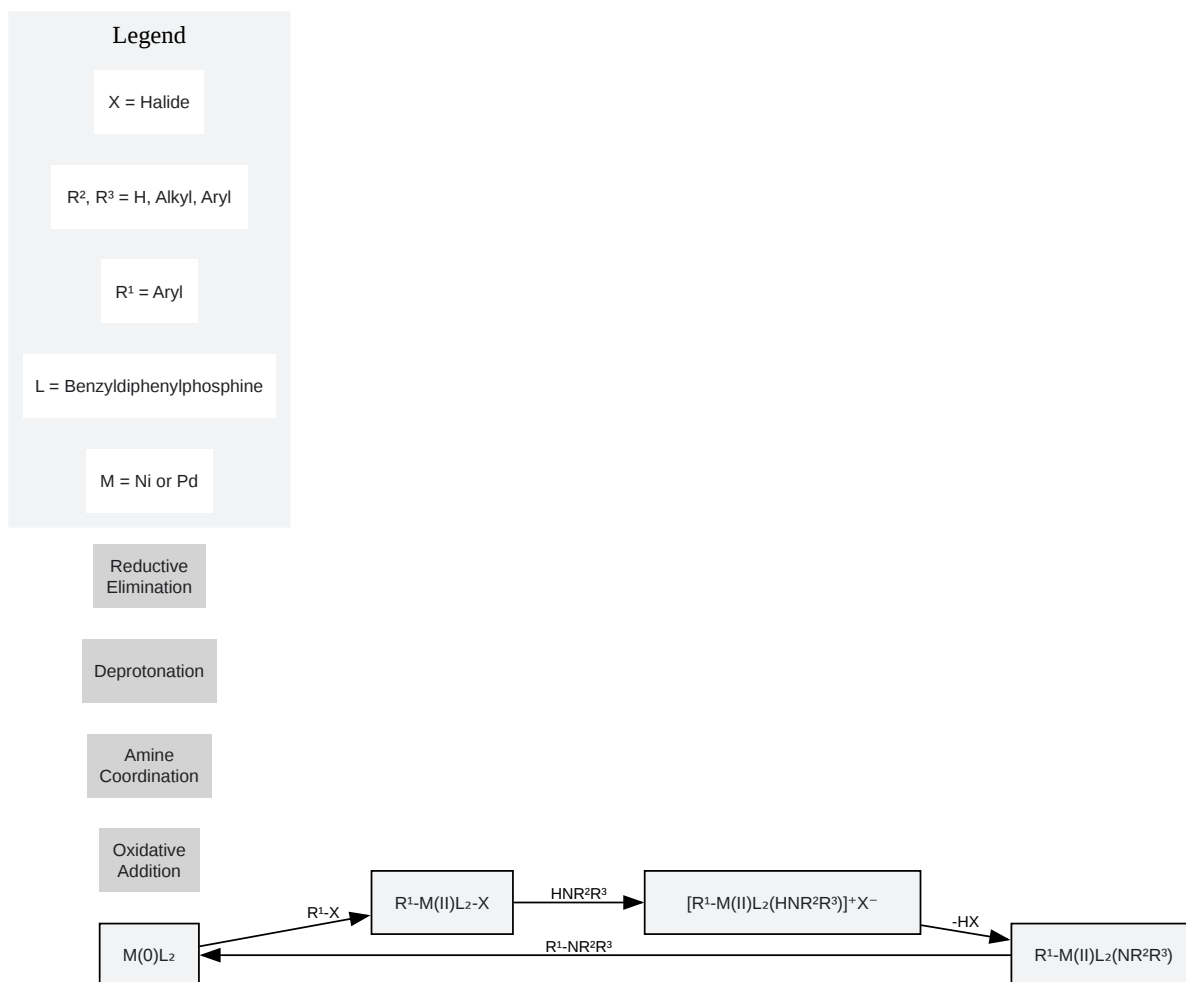 Legend
X = Halide
R², R³ = H, Alkyl, Aryl
R¹ = Aryl
L = Benzyldiphenylphosphine
M = Ni or Pd
Reductive
Elimination
Deprotonation
Amine
Coordination
Oxidative
Addition
R¹-X
R¹-M(II)L₂-X
HNR²R³
[R¹-M(II)L₂(HNR²R³)]⁺X⁻
-HX
M(0)L₂
R¹-NR²R³
R¹-M(II)L₂(NR²R³)